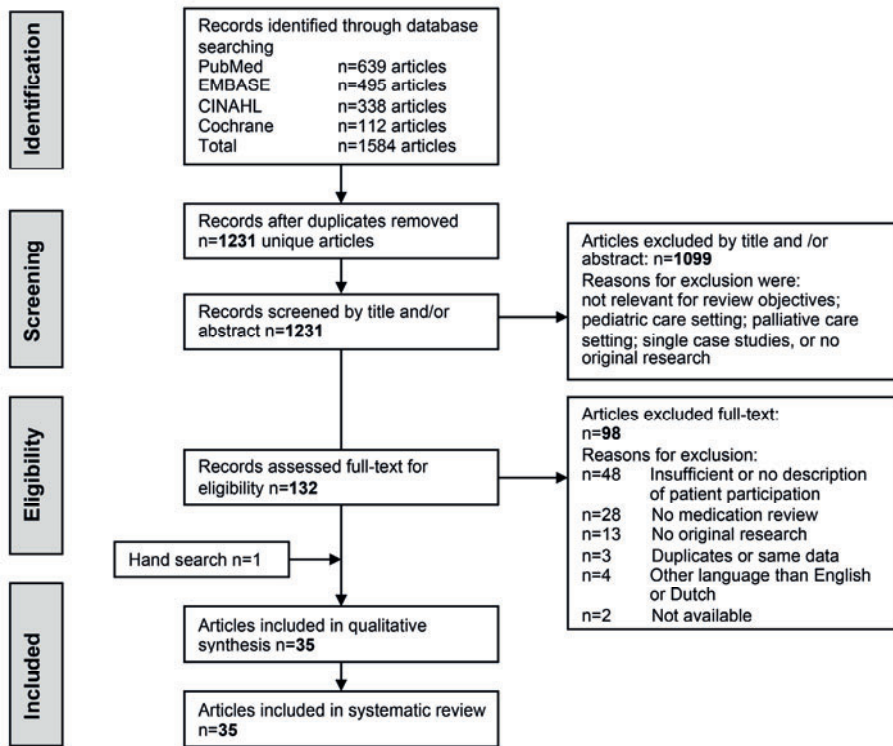 Identification
Records identified through database
searching
PubMed n=639 articles
EMBASE n=495 articles
CINAHL n=338 articles
Cochrane n=112 articles
Total n=1584 articles
Screening
Records after duplicates removed
n=1231 unique articles
Records screened by title and/or
abstract n=1231
Articles excluded by title and /or
abstract: n=1099
Reasons for exclusion were:
not relevant for review objectives;
pediatric care setting; palliative care
setting; single case studies, or no
original research
Eligibility
Records assessed full-text for
eligibility n=132
Articles excluded full-text:
n=98
Reasons for exclusion:
n=48 Insufficient or no description
of patient participation
n=28 No medication review
n=13 No original research
n=3 Duplicates or same data
n=4 Other language than English
or Dutch
n=2 Not available
Hand search n=1
Included
Articles included in qualitative
synthesis n=35
Articles included in systematic review
n=35